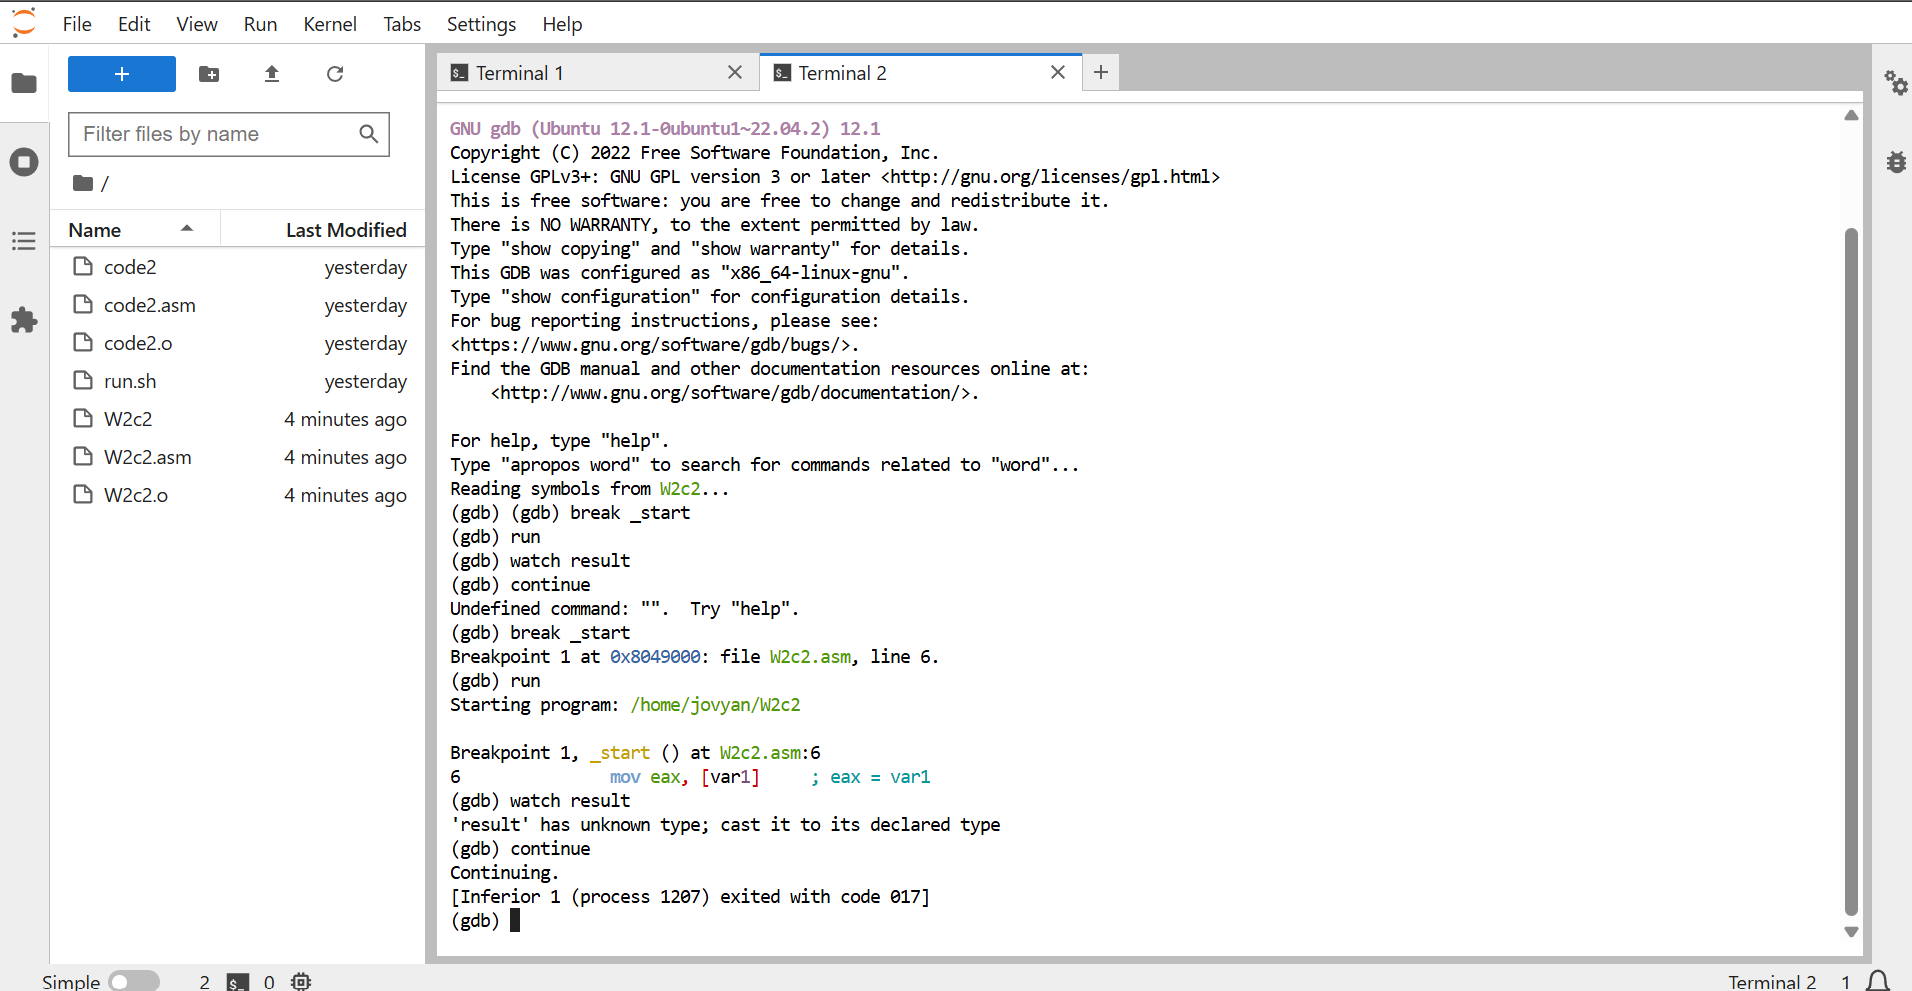 File Edit View Run Kernel Tabs Settings Help
+
Filter files by name
/
Name Last Modified
code2 yesterday
code2.asm yesterday
code2.o yesterday
run.sh yesterday
W2c2 4 minutes ago
W2c2.asm 4 minutes ago
W2c2.o 4 minutes ago
Terminal 1
Terminal 2
GNU gdb (Ubuntu 12.1-0ubuntu1~22.04.2) 12.1
Copyright (C) 2022 Free Software Foundation, Inc.
License GPLv3+: GNU GPL version 3 or later <http://gnu.org/licenses/gpl.html>
This is free software: you are free to change and redistribute it.
There is NO WARRANTY, to the extent permitted by law.
Type "show copying" and "show warranty" for details.
This GDB was configured as "x86_64-linux-gnu".
Type "show configuration" for configuration details.
For bug reporting instructions, please see:
<https://www.gnu.org/software/gdb/bugs/>.
Find the GDB manual and other documentation resources online at:
    <http://www.gnu.org/software/gdb/documentation/>.
For help, type "help".
Type "apropos word" to search for commands related to "word"...
Reading symbols from W2c2...
(gdb) (gdb) break _start
(gdb) run
(gdb) watch result
(gdb) continue
Undefined command: "".  Try "help".
(gdb) break _start
Breakpoint 1 at 0x8049000: file W2c2.asm, line 6.
(gdb) run
Starting program: /home/jovyan/W2c2
Breakpoint 1, _start () at W2c2.asm:6
6               mov eax, [var1]     ; eax = var1
(gdb) watch result
'result' has unknown type; cast it to its declared type
(gdb) continue
Continuing.
[Inferior 1 (process 1207) exited with code 017]
(gdb)
Simple 2 $_ 0 Terminal 2 1